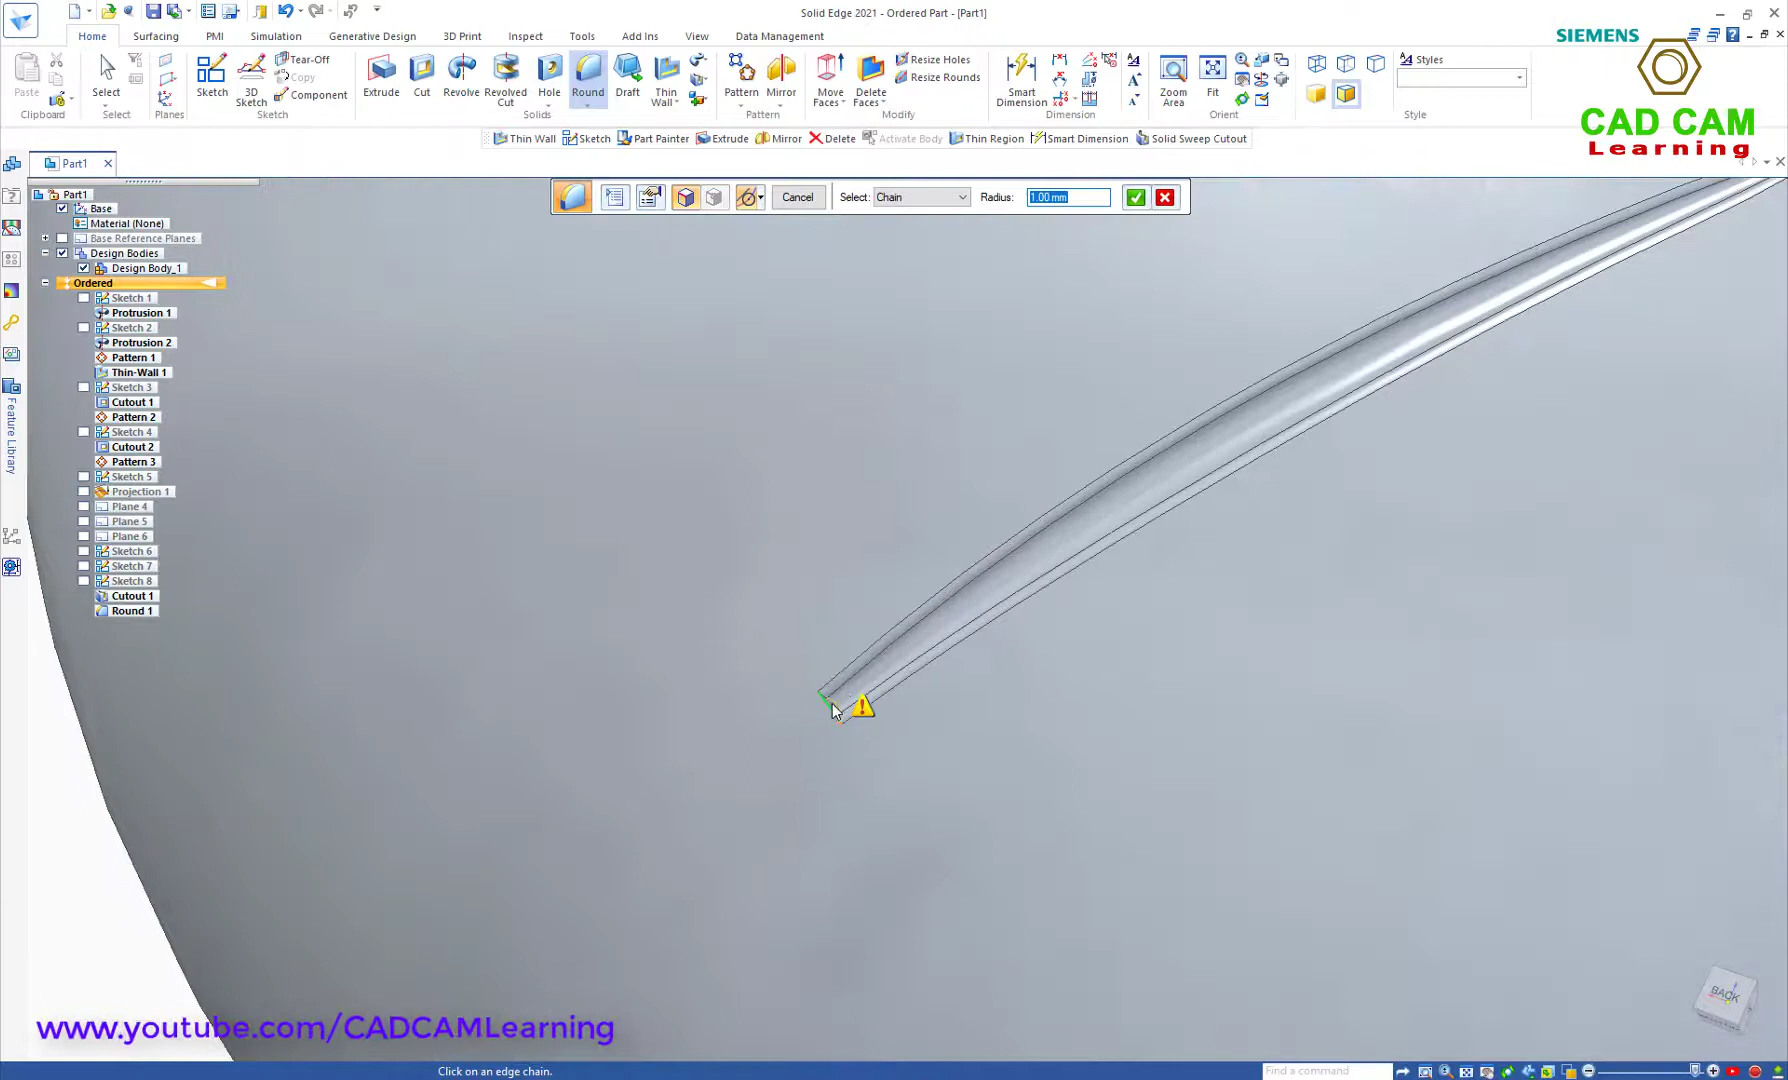 Solid Edge 2021 - Ordered Part - [Part1]
Home
Surfacing
PMI
Simulation
Generative Design
3D Print
Inspect
Tools
Add Ins
View
Data Management
SIEMENS
Paste
Clipboard
Select
Select
Planes
Sketch
3D
Sketch
Tear-Off
Copy
Component
Sketch
Extrude
Cut
Revolve
Revolved
Cut
Hole
Round
Draft
Thin
Wall
Solids
Pattern
Mirror
Pattern
Move
Faces
Delete
Faces
Resize Holes
Resize Rounds
Modify
Smart
Dimension
Dimension
Zoom
Area
Fit
Orient
Styles
Style
CAD CAM
Learning
Thin Wall
Sketch
Part Painter
Extrude
Mirror
Delete
Activate Body
Thin Region
Smart Dimension
Solid Sweep Cutout
Part1
Cancel
Select:
Chain
Radius:
1.00 mm
Part1
Base
Material (None)
Base Reference Planes
Design Bodies
Design Body_1
Ordered
Sketch 1
Protrusion 1
Sketch 2
Protrusion 2
Pattern 1
Thin-Wall 1
Sketch 3
Cutout 1
Pattern 2
Sketch 4
Cutout 2
Pattern 3
Sketch 5
Projection 1
Plane 4
Plane 5
Plane 6
Sketch 6
Sketch 7
Sketch 8
Cutout 1
Round 1
Feature Library
BACK
www.youtube.com/CADCAMLearning
Click on an edge chain.
Find a command